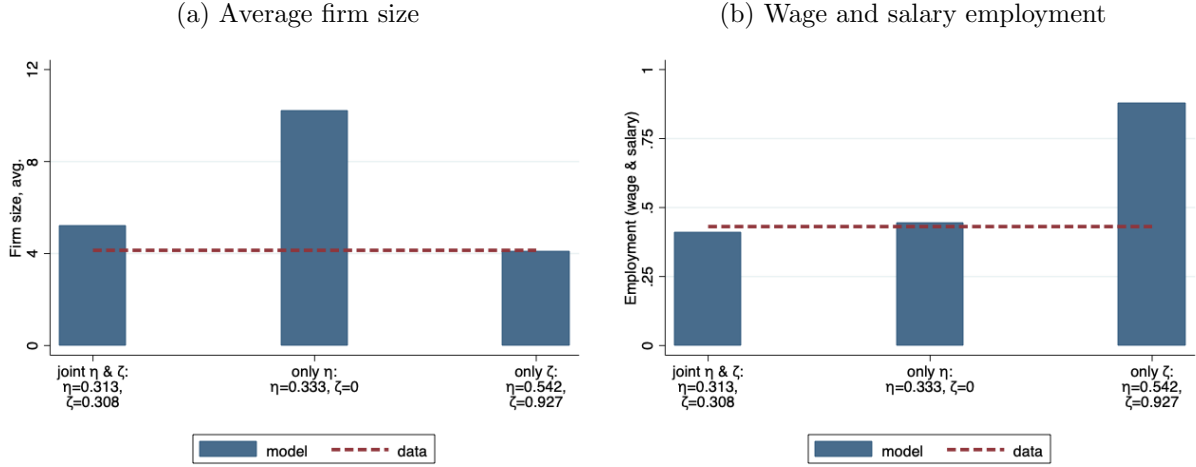 (a) Average firm size
Firm size, avg.
12
8
4
0
joint η & ζ:
η=0.313,
ζ=0.308
only η:
η=0.333, ζ=0
only ζ:
η=0.542,
ζ=0.927
model
data
(b) Wage and salary employment
Employment (wage & salary)
1
.75
.5
.25
0
joint η & ζ:
η=0.313,
ζ=0.308
only η:
η=0.333, ζ=0
only ζ:
η=0.542,
ζ=0.927
model
data